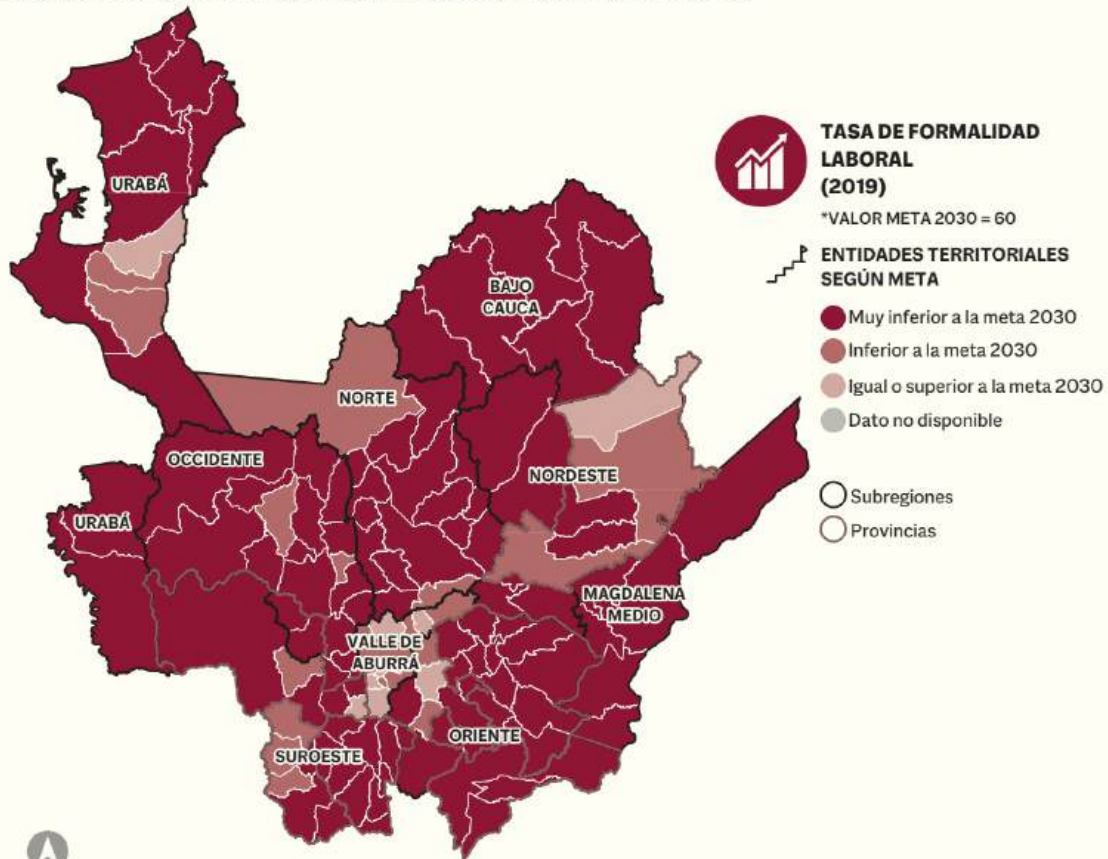 TASA DE FORMALIDAD
LABORAL
(2019)
*VALOR META 2030 = 60
ENTIDADES TERRITORIALES
SEGÚN META
Muy inferior a la meta 2030
Inferior a la meta 2030
Igual o superior a la meta 2030
Dato no disponible
Subregiones
Provincias
URABÁ
BAJO
CAUCA
NORTE
OCCIDENTE
NORDESTE
URABÁ
MAGDALENA
MEDIO
VALLE DE
ABURRÁ
ORIENTE
SUROESTE